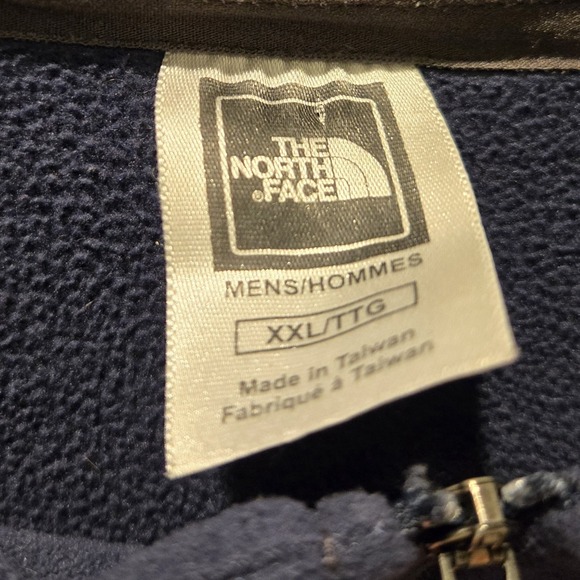 THE
NORTH
FACE
MENS/HOMMES
XXL/TTG
Made in Taiwan
Fabriqué à Taiwan